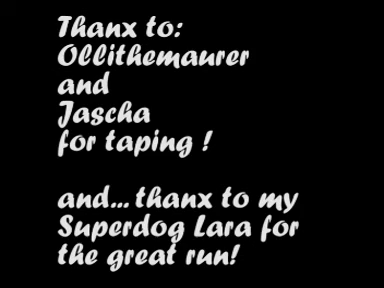 Thanx to:
Ollithemaurer
and
Jascha
for taping !
and... thanx to my
Superdog Lara for
the great run!